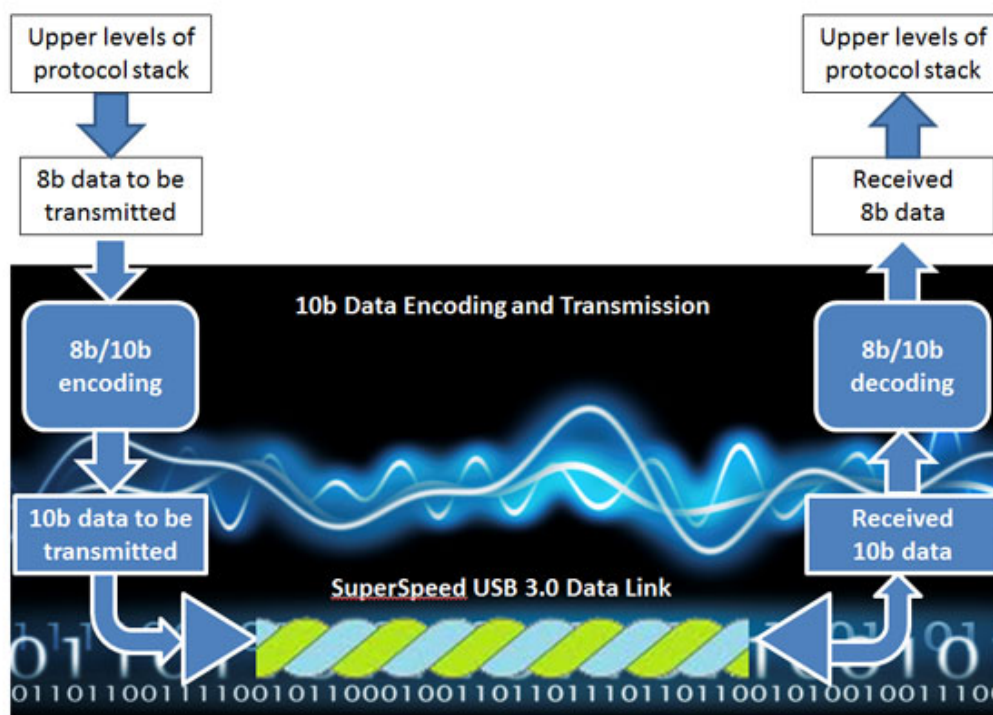 Upper levels of
protocol stack
8b data to be
transmitted
8b/10b
encoding
10b data to be
transmitted
10b Data Encoding and Transmission
SuperSpeed USB 3.0 Data Link
Upper levels of
protocol stack
Received
8b data
8b/10b
decoding
Received
10b data